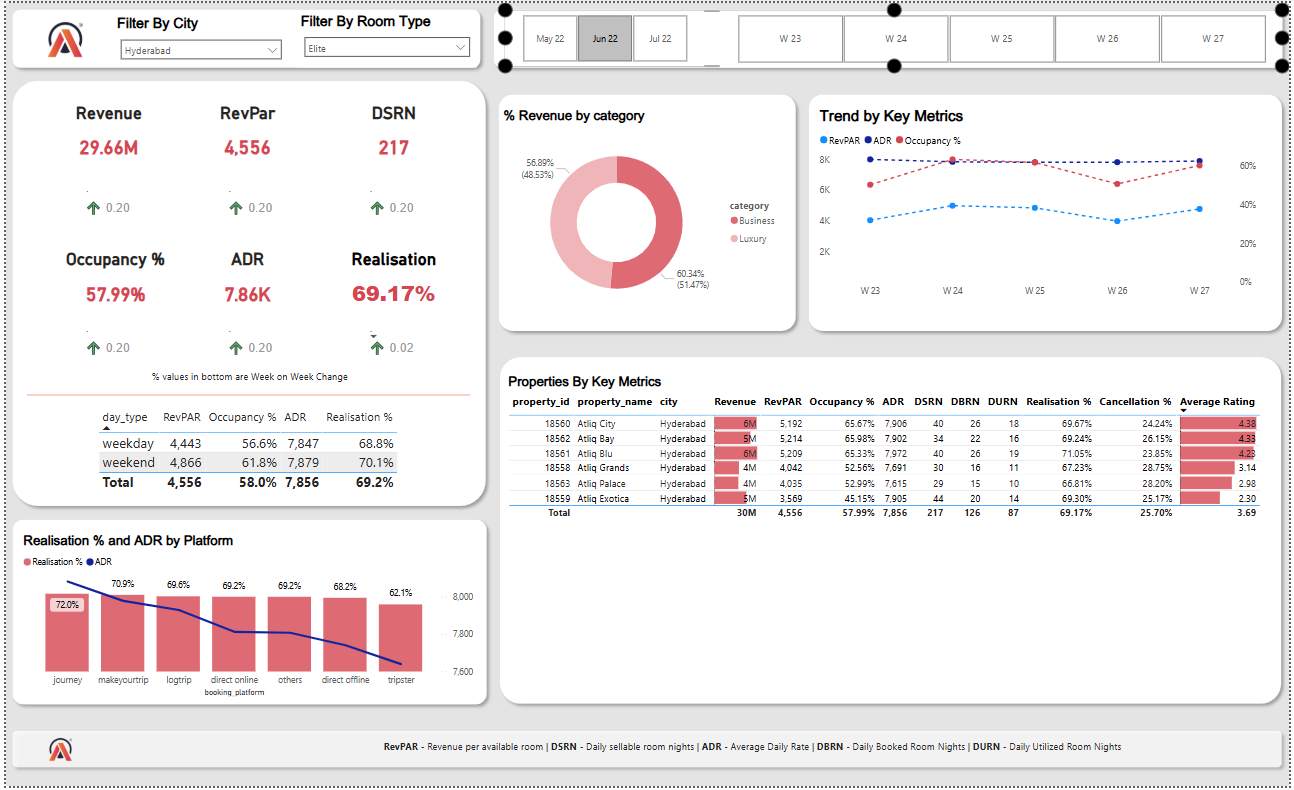 Filter By City
Hyderabad
Filter By Room Type
Elite
May 22 Jun 22 Jul 22
W 23 W 24 W 25 W 26 W 27
Revenue RevPar DSRN
29.66M 4,556 217
0.20 0.20 0.20
Occupancy % ADR Realisation
57.99% 7.86K 69.17%
0.20 0.20 0.02
% values in bottom are Week on Week Change
day_type RevPAR Occupancy % ADR Realisation %
weekday 4,443 56.6% 7,847 68.8%
weekend 4,866 61.8% 7,879 70.1%
Total 4,556 58.0% 7,856 69.2%
% Revenue by category
56.89%
(48.53%)
60.34%
(51.47%)
category
Business
Luxury
Trend by Key Metrics
RevPAR ADR Occupancy %
8K
6K
4K
2K
60%
40%
20%
0%
W 23 W 24 W 25 W 26 W 27
Properties By Key Metrics
property_id property_name city Revenue RevPAR Occupancy % ADR DSRN DBRN DURN Realisation % Cancellation % Average Rating
18560 Atliq City Hyderabad 6M 5,192 65.67% 7,906 40 26 18 69.67% 24.24% 4.38
18562 Atliq Bay Hyderabad 5M 5,214 65.98% 7,902 34 22 16 69.24% 26.15% 4.33
18561 Atliq Blu Hyderabad 6M 5,209 65.33% 7,972 40 26 19 71.05% 23.85% 4.23
18558 Atliq Grands Hyderabad 4M 4,042 52.56% 7,691 30 16 11 67.23% 28.75% 3.14
18563 Atliq Palace Hyderabad 4M 4,035 52.99% 7,615 29 15 10 66.81% 28.20% 2.98
18559 Atliq Exotica Hyderabad 5M 3,569 45.15% 7,905 44 20 14 69.30% 25.17% 2.30
Total 30M 4,556 57.99% 7,856 217 126 87 69.17% 25.70% 3.69
Realisation % and ADR by Platform
Realisation % ADR
72.0% 70.9% 69.6% 69.2% 69.2% 68.2% 62.1%
8,000
7,800
7,600
journey makeyourtrip logtrip direct online others direct offline tripster
booking_platform
RevPAR - Revenue per available room | DSRN - Daily sellable room nights | ADR - Average Daily Rate | DBRN - Daily Booked Room Nights | DURN - Daily Utilized Room Nights